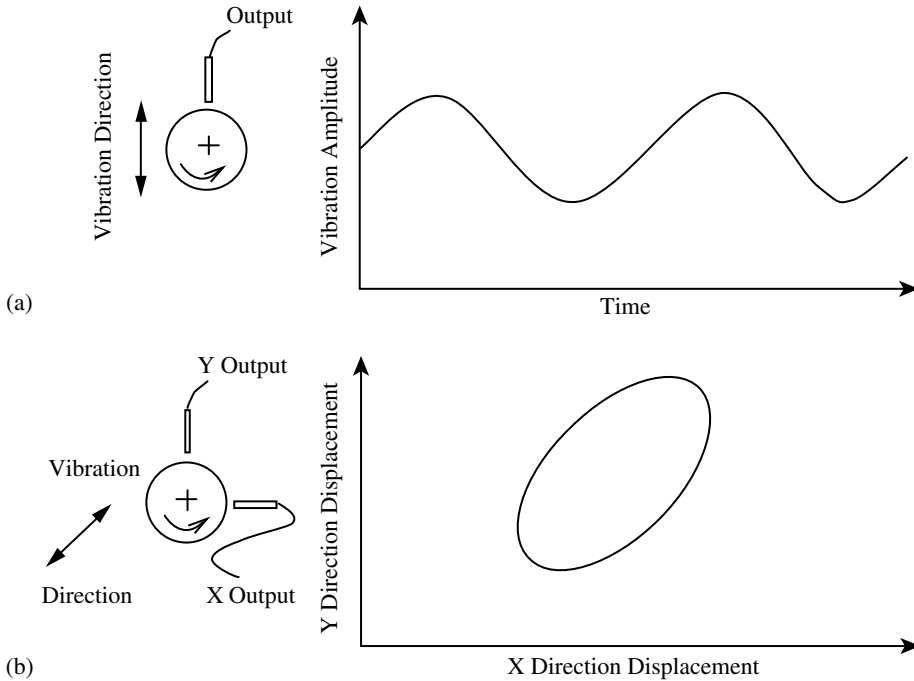 Output
Vibration Direction
Vibration Amplitude
Time
(a)
Y Output
Vibration
Direction
X Output
Y Direction Displacement
X Direction Displacement
(b)